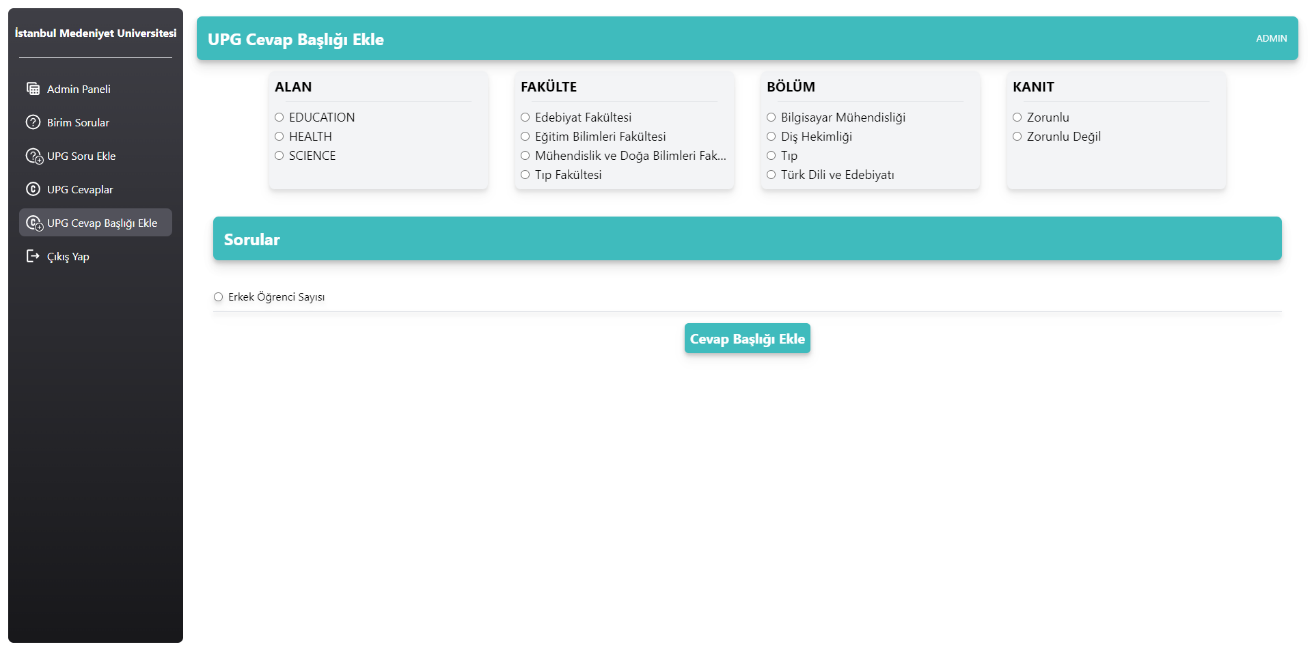 İstanbul Medeniyet Universitesi
Admin Paneli
Birim Sorular
UPG Soru Ekle
UPG Cevaplar
UPG Cevap Başlığı Ekle
Çıkış Yap
UPG Cevap Başlığı Ekle
ADMIN
ALAN
EDUCATION
HEALTH
SCIENCE
FAKÜLTE
Edebiyat Fakültesi
Eğitim Bilimleri Fakültesi
Mühendislik ve Doğa Bilimleri Fak...
Tıp Fakültesi
BÖLÜM
Bilgisayar Mühendisliği
Diş Hekimliği
Tıp
Türk Dili ve Edebiyatı
KANIT
Zorunlu
Zorunlu Değil
Sorular
Erkek Öğrenci Sayısı
Cevap Başlığı Ekle